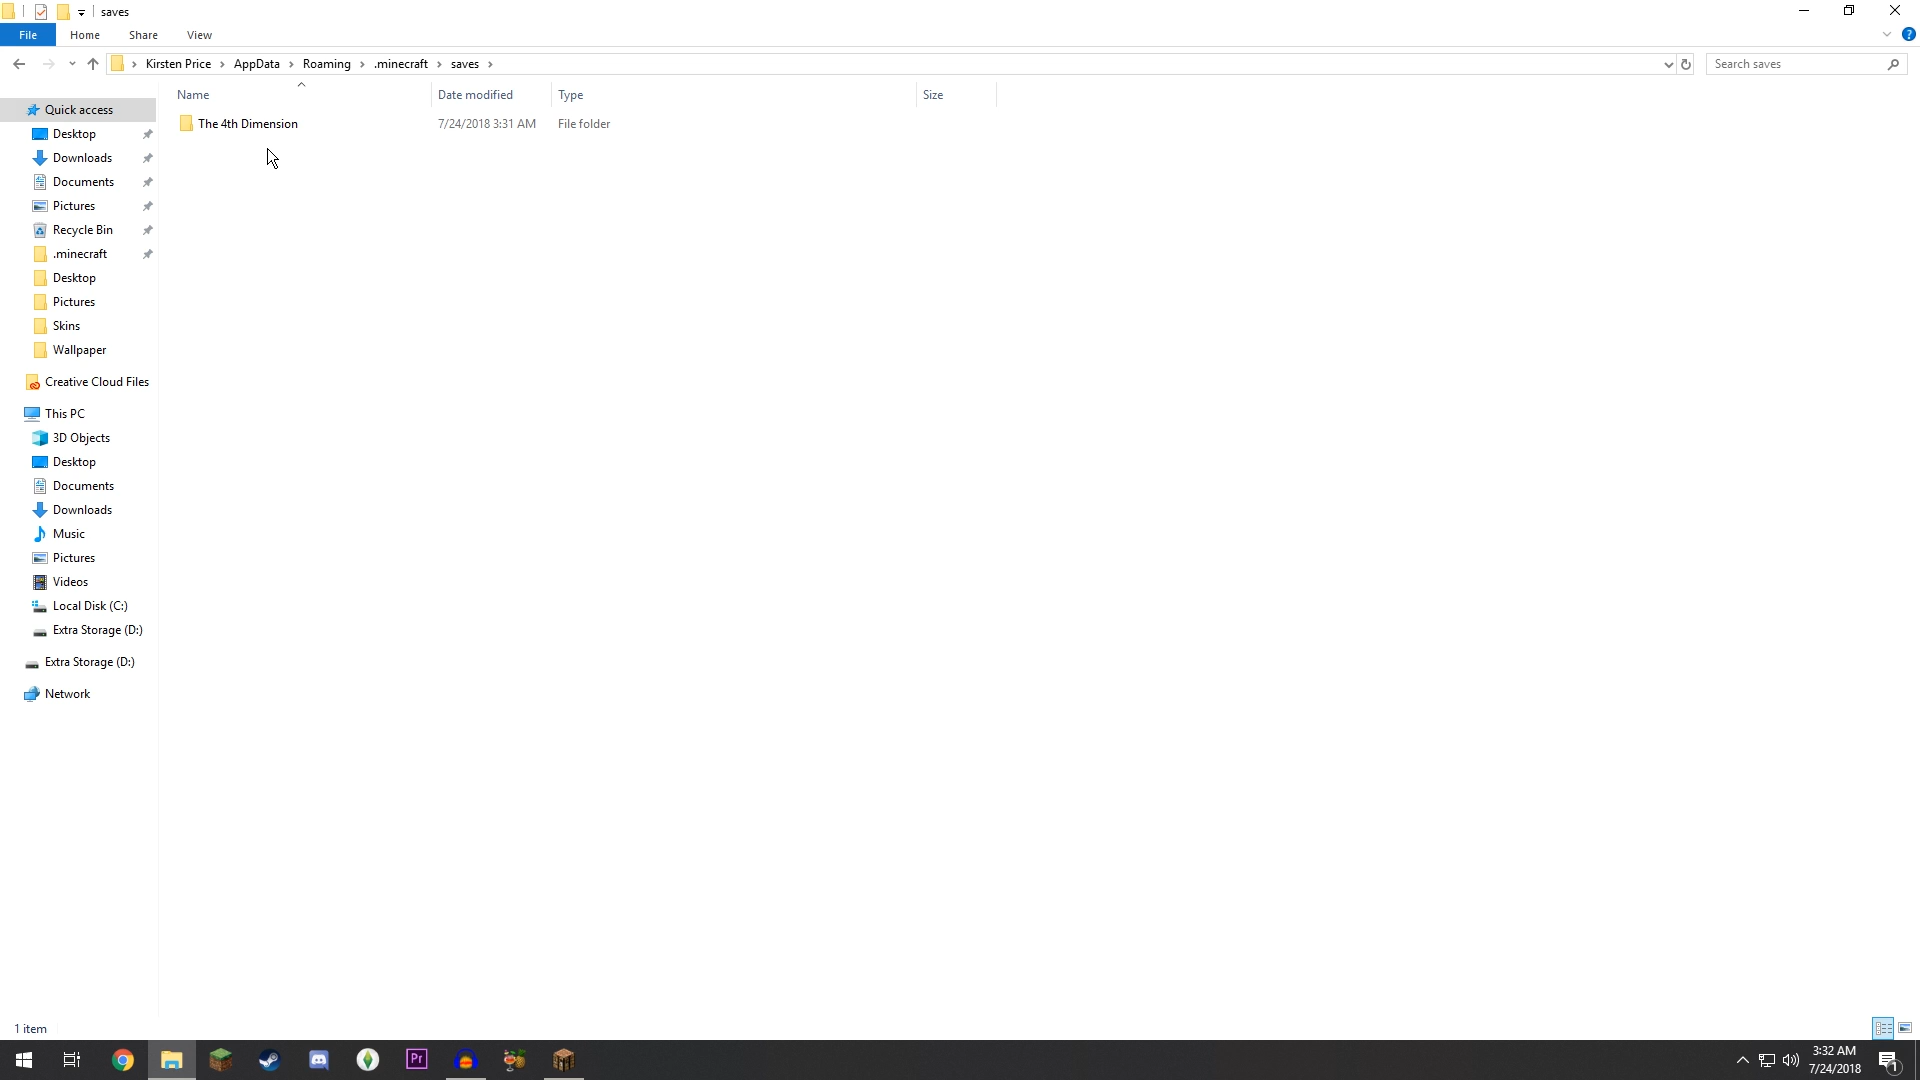 saves
File Home Share View
Kirsten Price AppData Roaming .minecraft saves
Search saves
Name Date modified Type Size
The 4th Dimension 7/24/2018 3:31 AM File folder
Quick access
Desktop
Downloads
Documents
Pictures
Recycle Bin
.minecraft
Desktop
Pictures
Skins
Wallpaper
Creative Cloud Files
This PC
3D Objects
Desktop
Documents
Downloads
Music
Pictures
Videos
Local Disk (C:)
Extra Storage (D:)
Extra Storage (D:)
Network
1 item
Pr
3:32 AM
7/24/2018
1